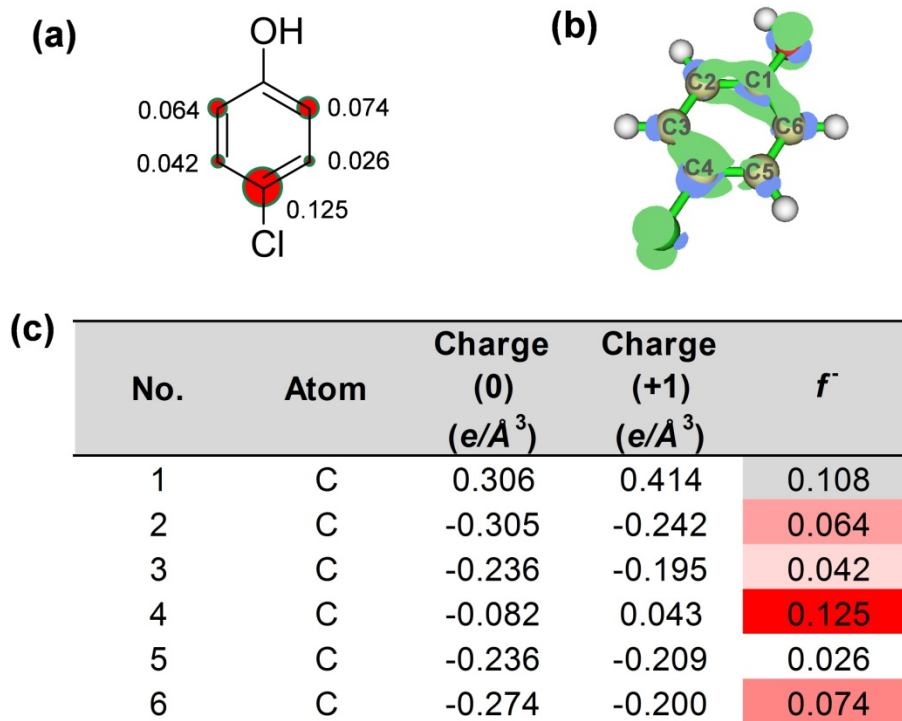 (a)
OH
0.064
0.074
0.042
0.026
0.125
Cl
(b)
C2 C1
C3 C6
C4 C5
(c)
No. Atom Charge (0) (e/Å³) Charge (+1) (e/Å³) f⁻
1 C 0.306 0.414 0.108
2 C -0.305 -0.242 0.064
3 C -0.236 -0.195 0.042
4 C -0.082 0.043 0.125
5 C -0.236 -0.209 0.026
6 C -0.274 -0.200 0.074